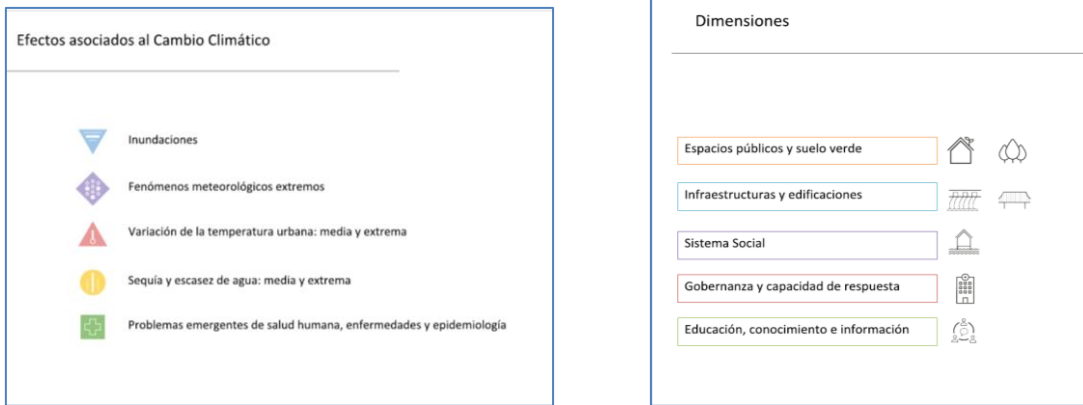 Efectos asociados al Cambio Climático
Inundaciones
Fenómenos meteorológicos extremos
Variación de la temperatura urbana: media y extrema
Sequía y escasez de agua: media y extrema
Problemas emergentes de salud humana, enfermedades y epidemiología
Dimensiones
Espacios públicos y suelo verde
Infraestructuras y edificaciones
Sistema Social
Gobernanza y capacidad de respuesta
Educación, conocimiento e información